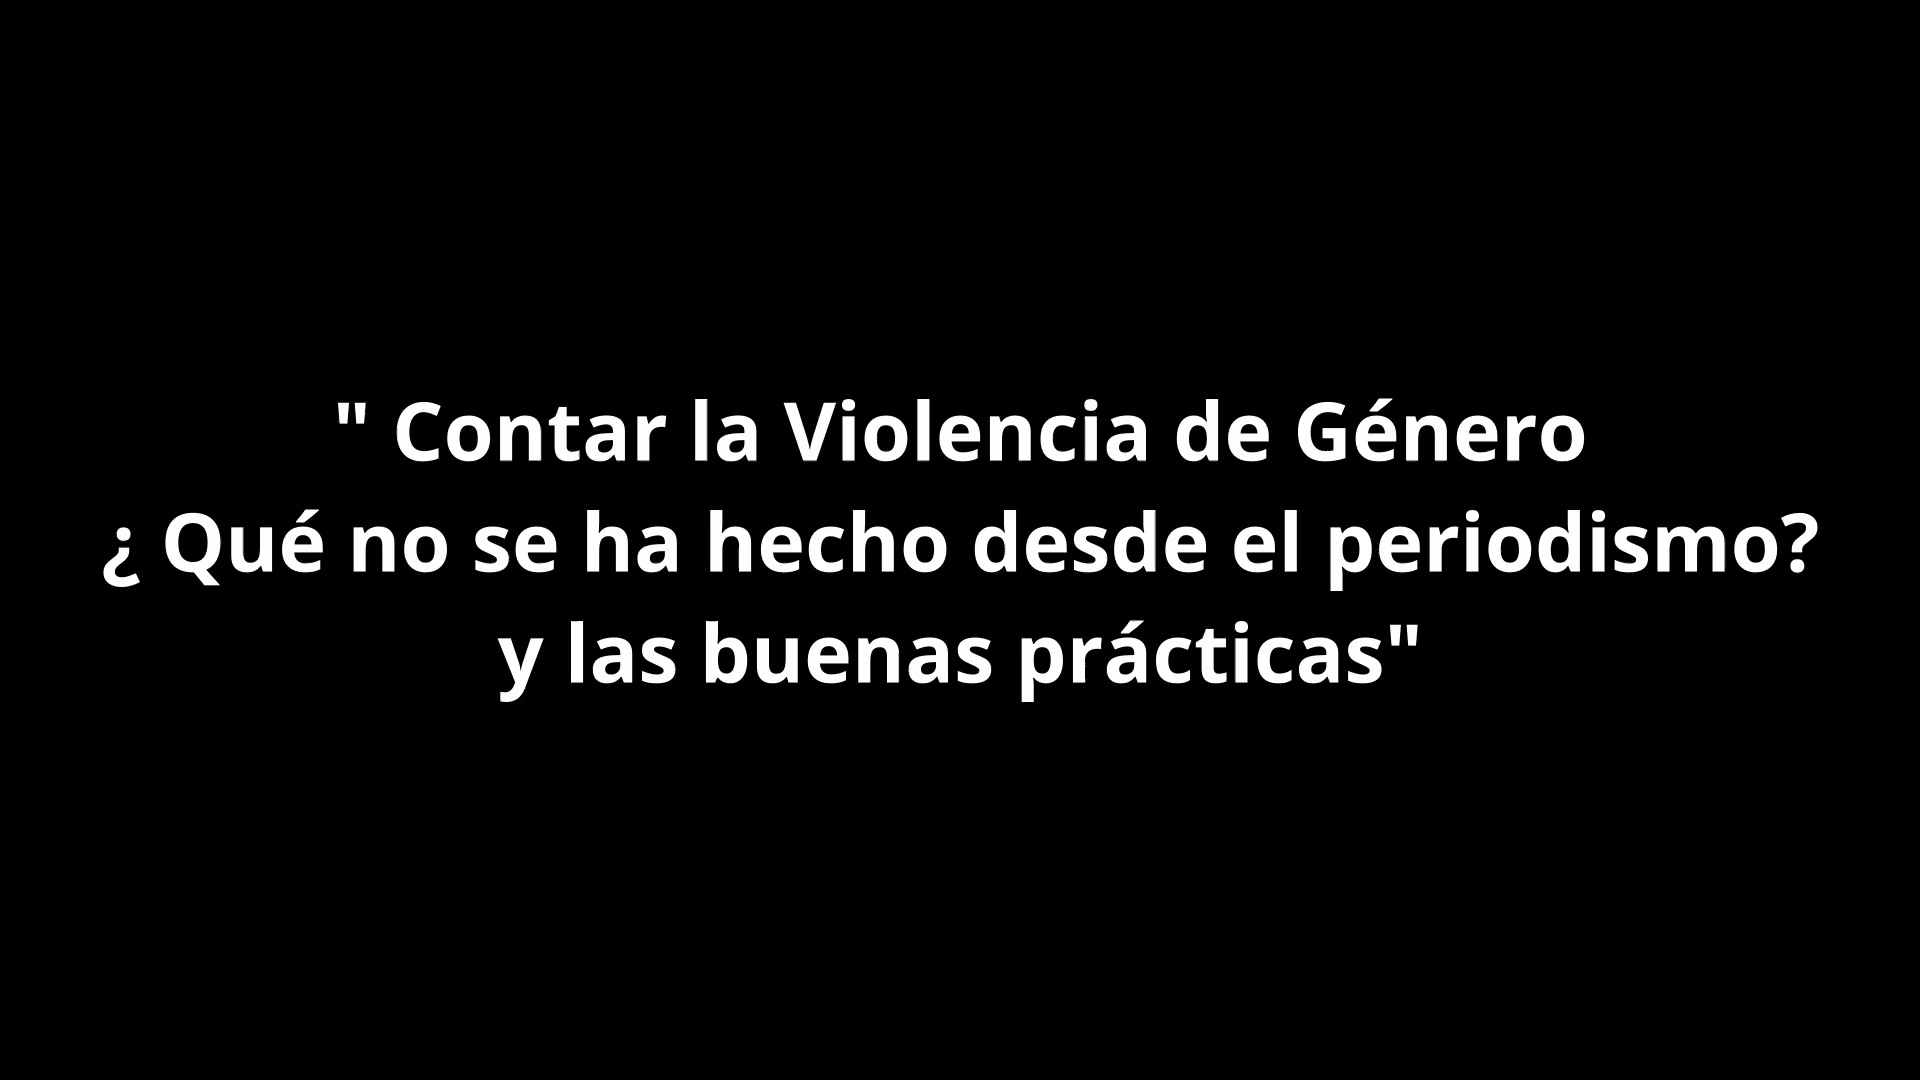 " Contar la Violencia de Género
¿ Qué no se ha hecho desde el periodismo?
y las buenas prácticas"